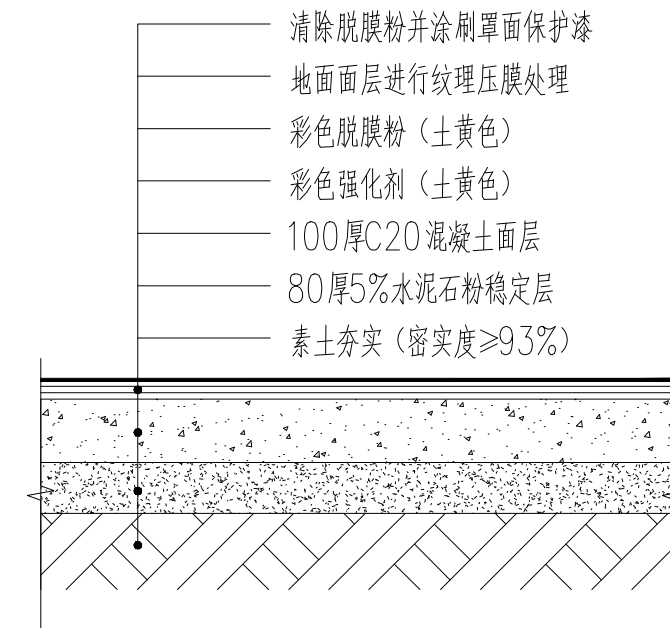 清除脱膜粉并涂刷罩面保护漆
地面面层进行纹理压膜处理
彩色脱膜粉（土黄色）
彩色强化剂（土黄色）
100厚C20混凝土面层
80厚5%水泥石粉稳定层
素土夯实（密实度≥93%）